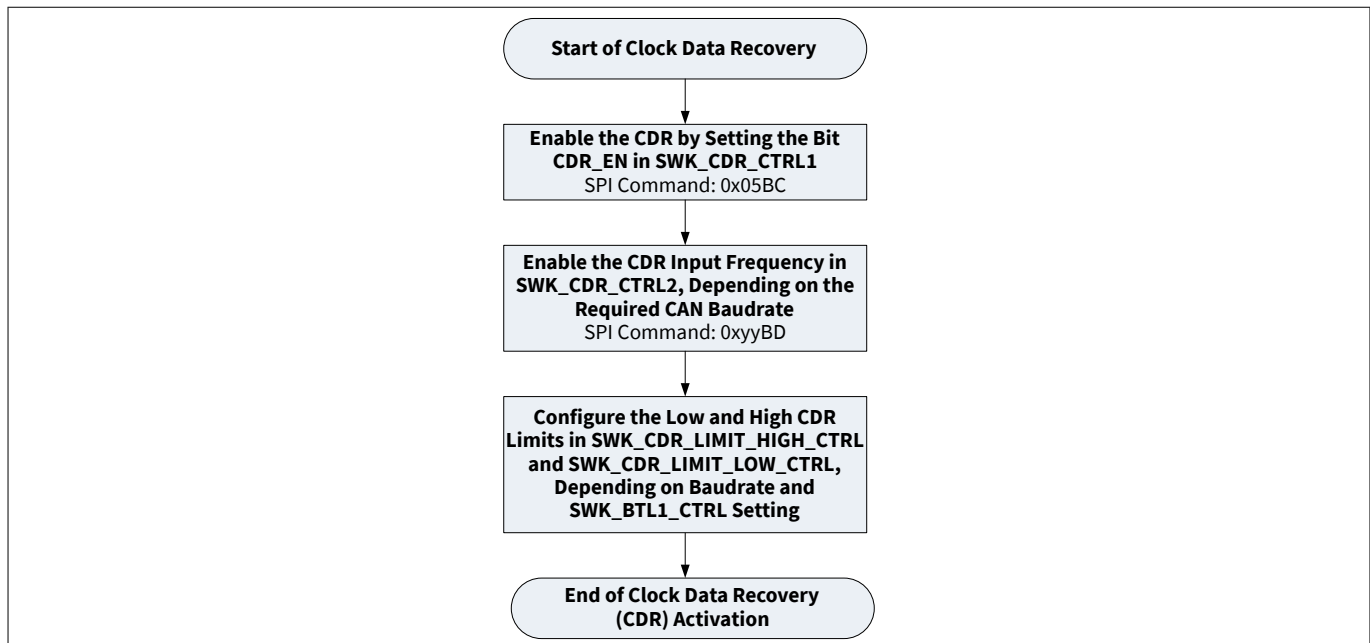 Start of Clock Data Recovery
Enable the CDR by Setting the Bit
CDR_EN in SWK_CDR_CTRL1
SPI Command: 0x05BC
Enable the CDR Input Frequency in
SWK_CDR_CTRL2, Depending on the
Required CAN Baudrate
SPI Command: 0xyyBD
Configure the Low and High CDR
Limits in SWK_CDR_LIMIT_HIGH_CTRL
and SWK_CDR_LIMIT_LOW_CTRL,
Depending on Baudrate and
SWK_BTL1_CTRL Setting
End of Clock Data Recovery
(CDR) Activation